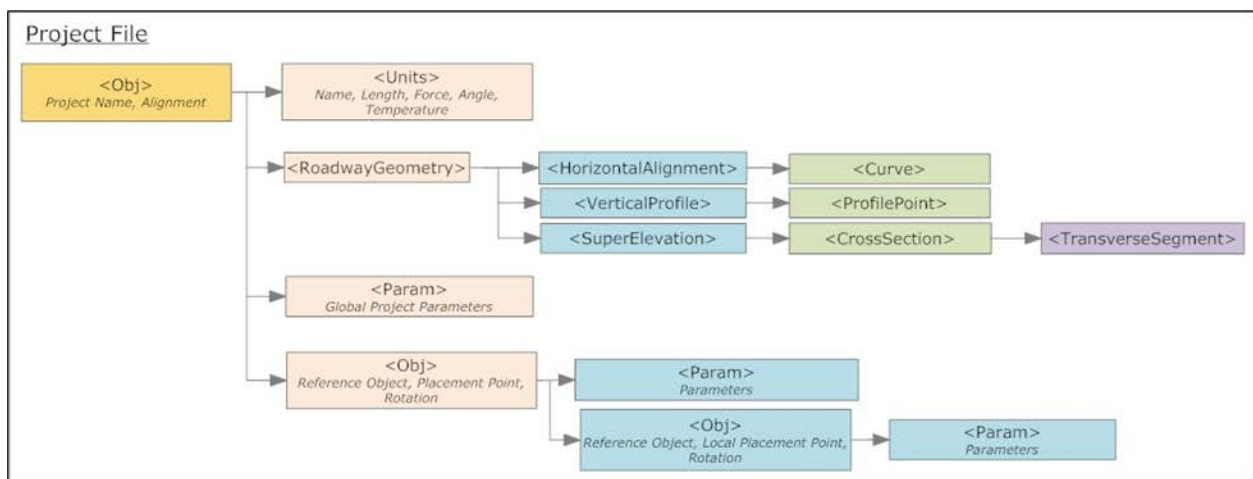 Project File
<Obj>
Project Name, Alignment
<Units>
Name, Length, Force, Angle,
Temperature
<RoadwayGeometry>
<HorizontalAlignment>
<Curve>
<VerticalProfile>
<ProfilePoint>
<SuperElevation>
<CrossSection>
<TransverseSegment>
<Param>
Global Project Parameters
<Obj>
Reference Object, Placement Point,
Rotation
<Param>
Parameters
<Obj>
Reference Object, Local Placement Point,
Rotation
<Param>
Parameters